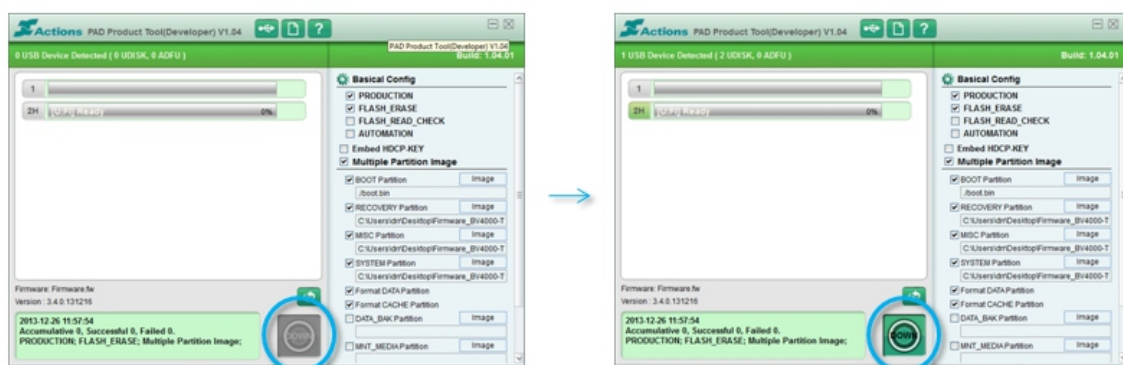 Actions PAD Product Tool(Developer) V1.04
?
PAD Product Tool(Developer) V1.04
0 USB Device Detected ( 0 UDISK, 0 ADFU )
Build: 1.04.01
1
2H [U:F\] Ready 0%
Basical Config
PRODUCTION
FLASH_ERASE
FLASH_READ_CHECK
AUTOMATION
Embed HDCP-KEY
Multiple Partition Image
BOOT Partition Image
./boot.bin
RECOVERY Partition Image
C:\Users\drr\Desktop\Firmware_BV4000-T
MISC Partition Image
C:\Users\drr\Desktop\Firmware_BV4000-T
SYSTEM Partition Image
C:\Users\drr\Desktop\Firmware_BV4000-T
Format DATA Partition
Format CACHE Partition
DATA_BAK Partition Image
MNT_MEDIA Partition Image
Firmware: Firmware.fw
Version : 3.4.0.131216
2013-12-26 11:57:54
Accumulative 0, Successful 0, Failed 0.
PRODUCTION; FLASH_ERASE; Multiple Partition Image;
DOWN
Actions PAD Product Tool(Developer) V1.04
?
1 USB Device Detected ( 2 UDISK, 0 ADFU )
Build: 1.04.01
1
2H [U:F\] Ready 0%
Basical Config
PRODUCTION
FLASH_ERASE
FLASH_READ_CHECK
AUTOMATION
Embed HDCP-KEY
Multiple Partition Image
BOOT Partition Image
./boot.bin
RECOVERY Partition Image
C:\Users\drr\Desktop\Firmware_BV4000-T
MISC Partition Image
C:\Users\drr\Desktop\Firmware_BV4000-T
SYSTEM Partition Image
C:\Users\drr\Desktop\Firmware_BV4000-T
Format DATA Partition
Format CACHE Partition
DATA_BAK Partition Image
MNT_MEDIA Partition Image
Firmware: Firmware.fw
Version : 3.4.0.131216
2013-12-26 11:57:54
Accumulative 0, Successful 0, Failed 0.
PRODUCTION; FLASH_ERASE; Multiple Partition Image;
DOWN